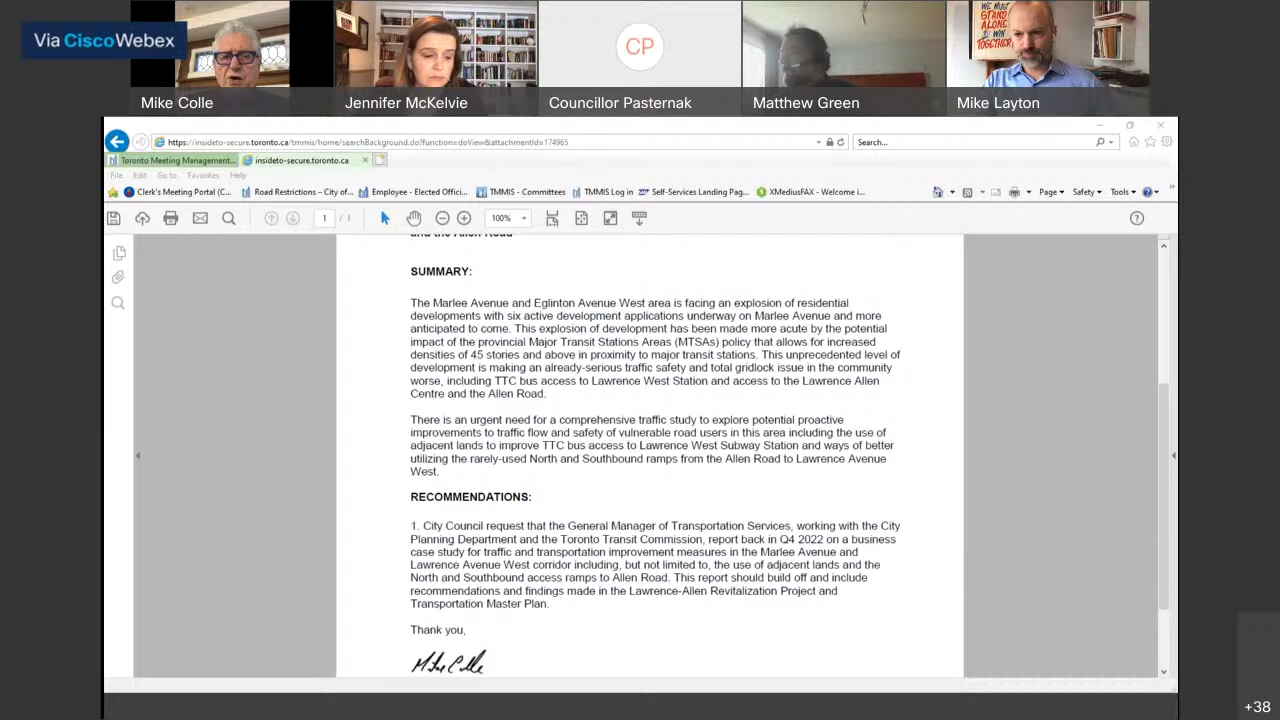 Via Cisco Webex
CP
WE MUST
STAND
ALONE
WIN
TOGETHER
Mike Colle
Jennifer McKelvie
Councillor Pasternak
Matthew Green
Mike Layton
https://insideto-secure.toronto.ca/tmmis/home/searchBackground.do?function=doView&attachmentId=174965
Search...
Toronto Meeting Management...
insideto-secure.toronto.ca
File Edit Go to Favorites Help
Clerk's Meeting Portal (C... Road Restrictions – City of... Employee - Elected Offici... TMMIS - Committees TMMIS Log in Self-Services Landing Pag... XMediusFAX - Welcome i... Page Safety Tools
1 / 1 100%
and the Allen Road
SUMMARY:
The Marlee Avenue and Eglinton Avenue West area is facing an explosion of residential
developments with six active development applications underway on Marlee Avenue and more
anticipated to come. This explosion of development has been made more acute by the potential
impact of the provincial Major Transit Stations Areas (MTSAs) policy that allows for increased
densities of 45 stories and above in proximity to major transit stations. This unprecedented level of
development is making an already-serious traffic safety and total gridlock issue in the community
worse, including TTC bus access to Lawrence West Station and access to the Lawrence Allen
Centre and the Allen Road.
There is an urgent need for a comprehensive traffic study to explore potential proactive
improvements to traffic flow and safety of vulnerable road users in this area including the use of
adjacent lands to improve TTC bus access to Lawrence West Subway Station and ways of better
utilizing the rarely-used North and Southbound ramps from the Allen Road to Lawrence Avenue
West.
RECOMMENDATIONS:
1. City Council request that the General Manager of Transportation Services, working with the City
Planning Department and the Toronto Transit Commission, report back in Q4 2022 on a business
case study for traffic and transportation improvement measures in the Marlee Avenue and
Lawrence Avenue West corridor including, but not limited to, the use of adjacent lands and the
North and Southbound access ramps to Allen Road. This report should build off and include
recommendations and findings made in the Lawrence-Allen Revitalization Project and
Transportation Master Plan.
Thank you,
Mike Colle
+38